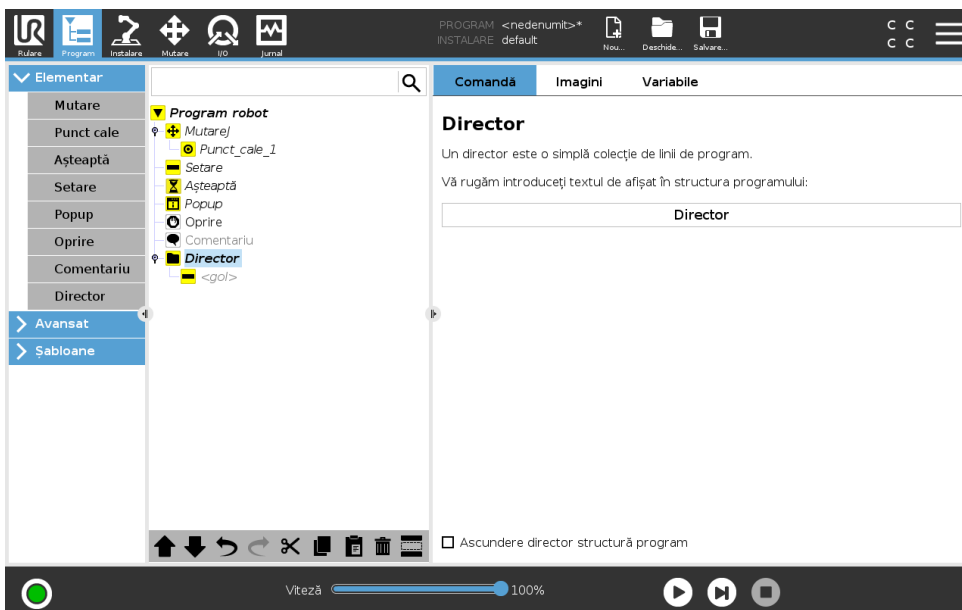 UR
Rulare Program Instalare Mutare I/O Jurnal
PROGRAM <nedenumit>*
INSTALARE default
Nou... Deschide... Salvare...
C C
C C
Elementar
Mutare
Punct cale
Așteaptă
Setare
Popup
Oprire
Comentariu
Director
Avansat
Șabloane
Program robot
MutareJ
Punct_cale_1
Setare
Așteaptă
Popup
Oprire
Comentariu
Director
<gol>
Comandă Imagini Variabile
Director
Un director este o simplă colecție de linii de program.
Vă rugăm introduceți textul de afișat în structura programului:
Director
Ascundere director structură program
Viteză 100%